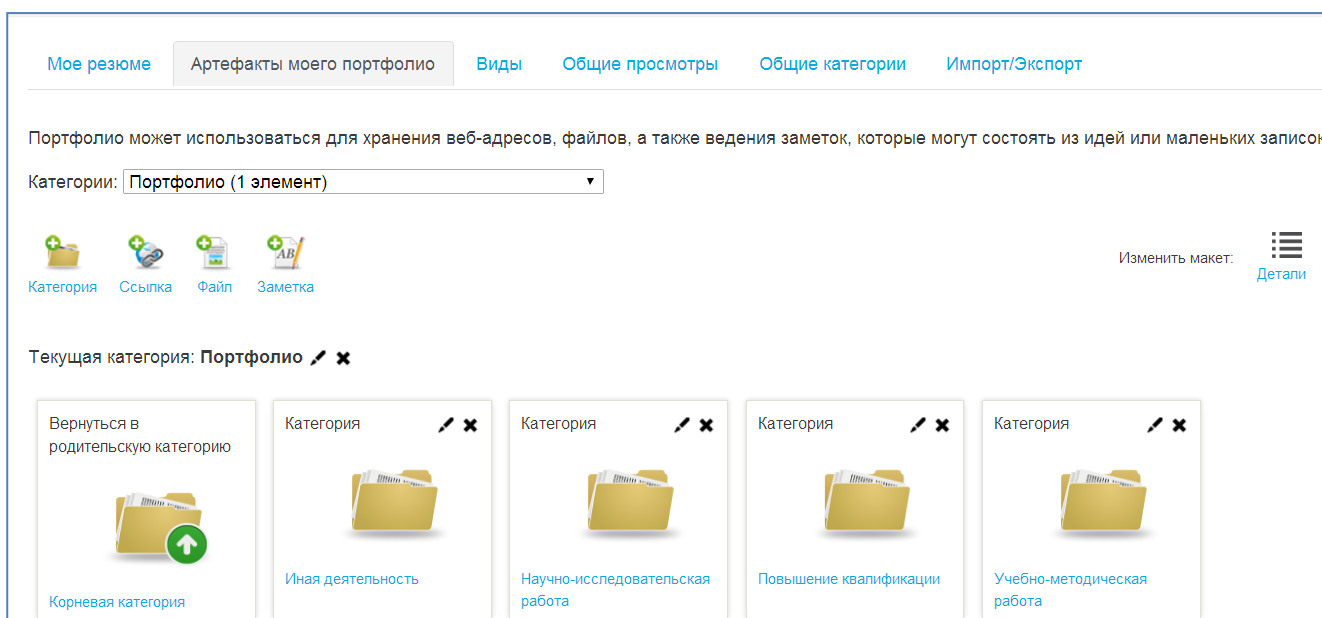 Мое резюме Артефакты моего портфолио Виды Общие просмотры Общие категории Импорт/Экспорт
Портфолио может использоваться для хранения веб-адресов, файлов, а также ведения заметок, которые могут состоять из идей или маленьких записок
Категории: Портфолио (1 элемент)
Категория Ссылка Файл Заметка
Изменить макет:
Детали
Текущая категория: Портфолио
Вернуться в
родительскую категорию
Корневая категория
Категория
Иная деятельность
Категория
Научно-исследовательская
работа
Категория
Повышение квалификации
Категория
Учебно-методическая
работа